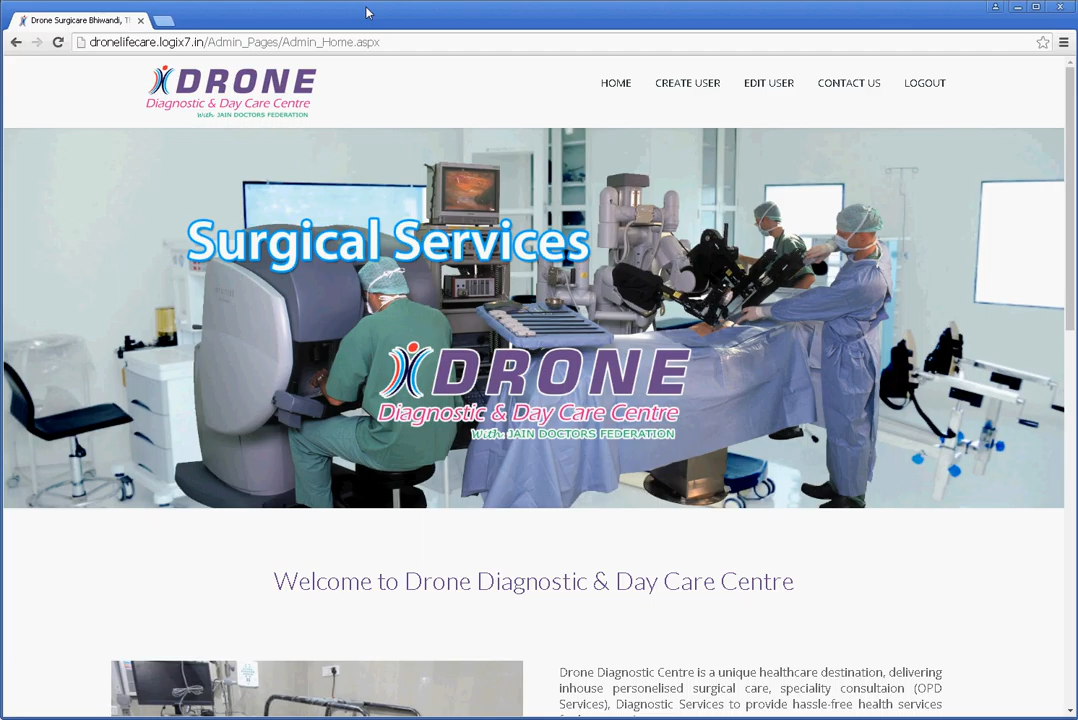 Drone Surgicare Bhiwandi, Th
dronelifecare.logix7.in/Admin_Pages/Admin_Home.aspx
DRONE
Diagnostic & Day Care Centre
With JAIN DOCTORS FEDERATION
HOME CREATE USER EDIT USER CONTACT US LOGOUT
Surgical Services
DRONE
Diagnostic & Day Care Centre
With JAIN DOCTORS FEDERATION
Welcome to Drone Diagnostic & Day Care Centre
Drone Diagnostic Centre is a unique healthcare destination, delivering
inhouse personelised surgical care, speciality consultaion (OPD
Services), Diagnostic Services to provide hassle-free health services